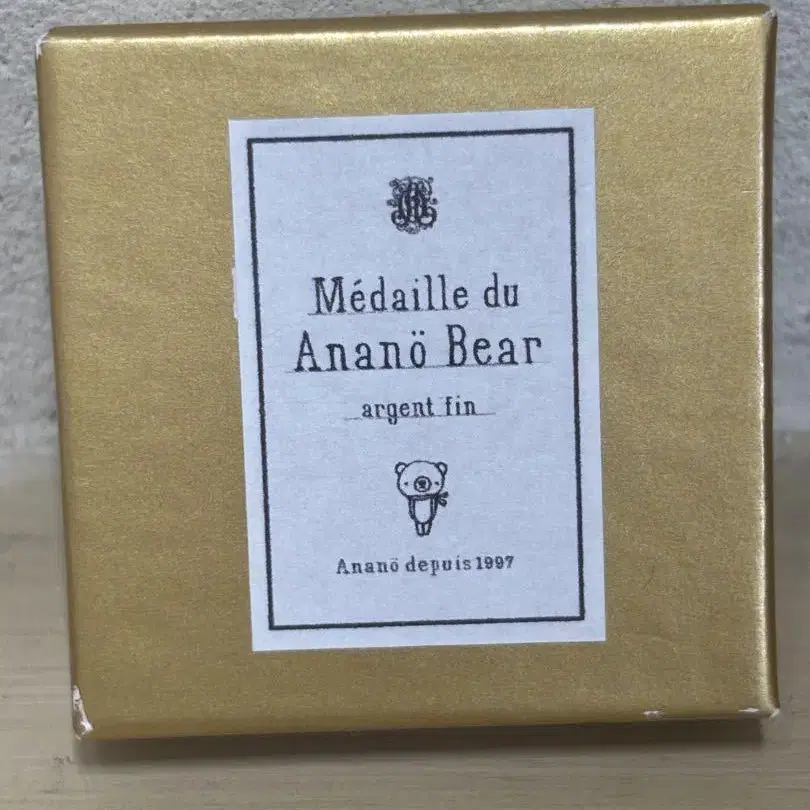 Médaille du
Ananö Bear
argent fin
Ananö depuis 1997